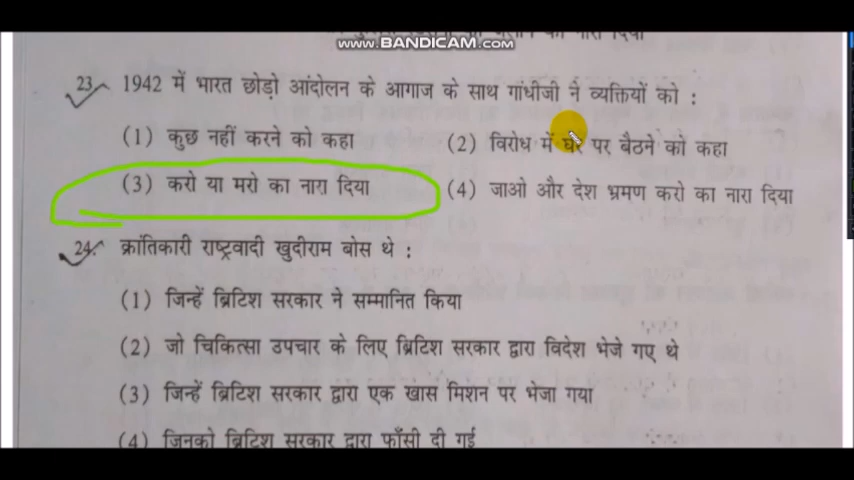 का नारा दिया
www.BANDICAM.com
23. 1942 में भारत छोड़ो आंदोलन के आगाज के साथ गांधीजी ने व्यक्तियों को :
(1) कुछ नहीं करने को कहा (2) विरोध में घर पर बैठने को कहा
(3) करो या मरो का नारा दिया (4) जाओ और देश भ्रमण करो का नारा दिया
24. क्रांतिकारी राष्ट्रवादी खुदीराम बोस थे :
(1) जिन्हें ब्रिटिश सरकार ने सम्मानित किया
(2) जो चिकित्सा उपचार के लिए ब्रिटिश सरकार द्वारा विदेश भेजे गए थे
(3) जिन्हें ब्रिटिश सरकार द्वारा एक खास मिशन पर भेजा गया
(4) जिनको ब्रिटिश सरकार द्वारा फाँसी दी गई